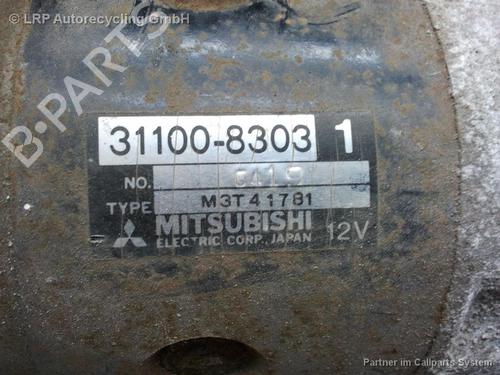 © LRP Autorecycling GmbH
B-PARTS
31100-8303 1
NO. 0419
TYPE M3T41781
MITSUBISHI
ELECTRIC CORP. JAPAN 12V
Partner im Callparts System